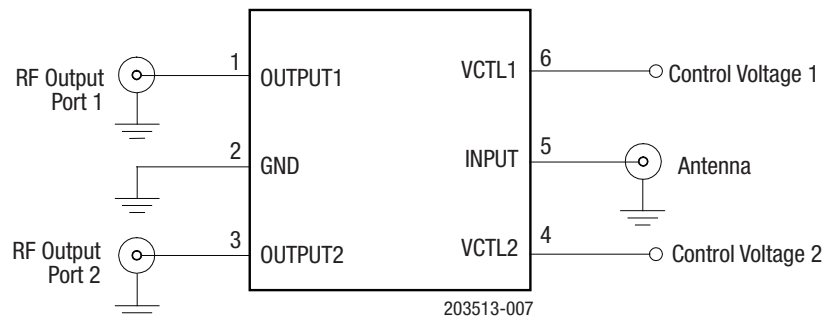 RF Output
Port 1
1
OUTPUT1
VCTL1
6
Control Voltage 1
2
GND
INPUT
5
Antenna
RF Output
Port 2
3
OUTPUT2
VCTL2
4
Control Voltage 2
203513-007